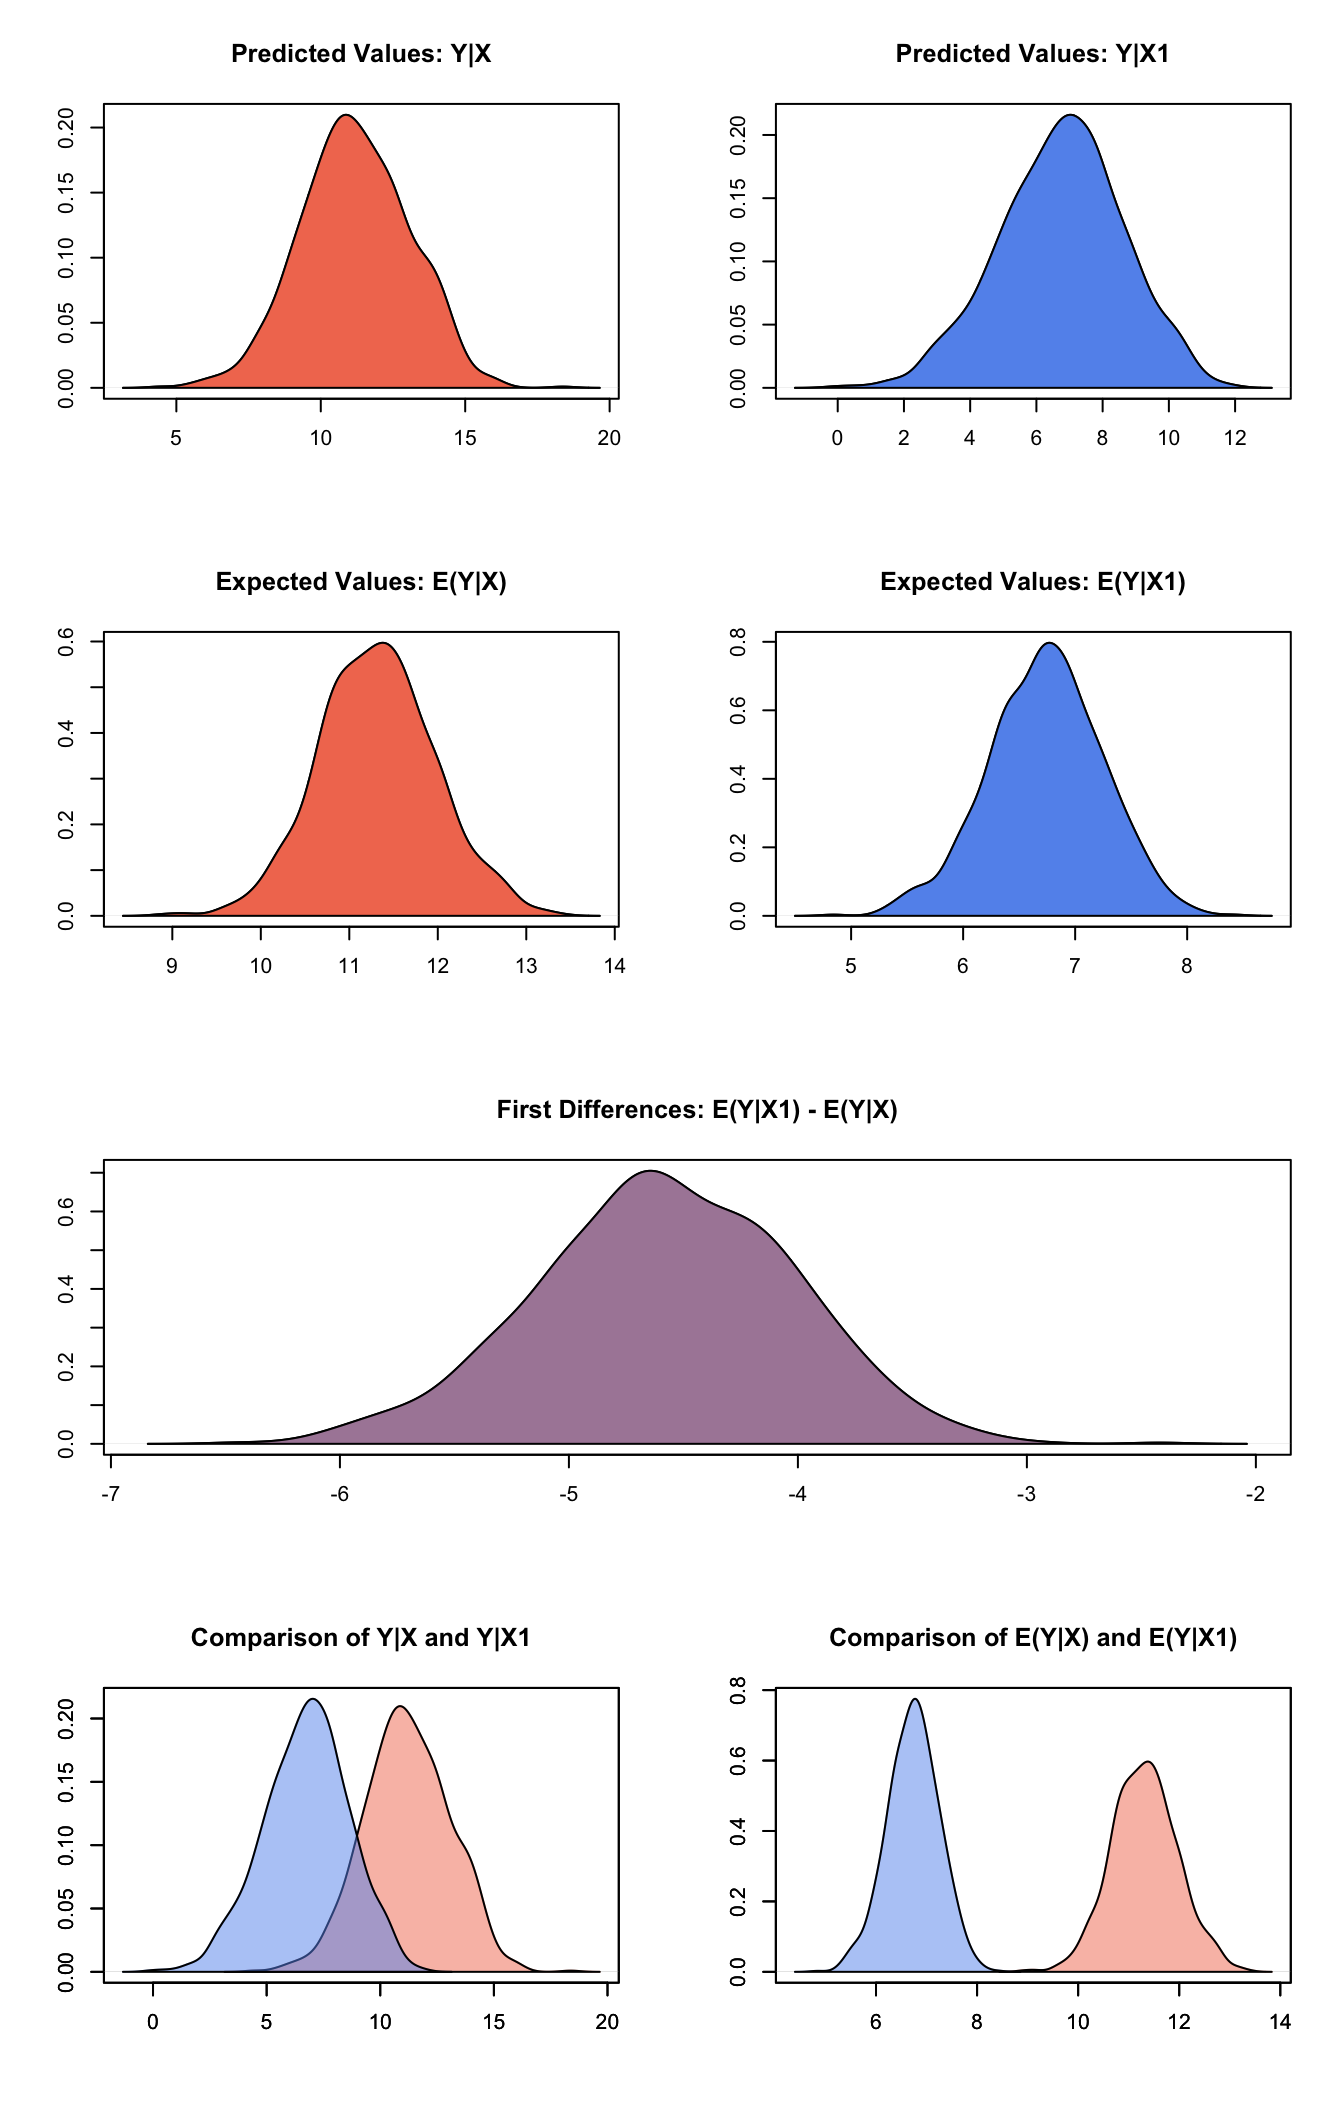 Predicted Values: Y|X
0.00 0.05 0.10 0.15 0.20
5 10 15 20
Predicted Values: Y|X1
0.00 0.05 0.10 0.15 0.20
0 2 4 6 8 10 12
Expected Values: E(Y|X)
0.0 0.2 0.4 0.6
9 10 11 12 13 14
Expected Values: E(Y|X1)
0.0 0.2 0.4 0.6 0.8
5 6 7 8
First Differences: E(Y|X1) - E(Y|X)
0.0 0.2 0.4 0.6
-7 -6 -5 -4 -3 -2
Comparison of Y|X and Y|X1
0.00 0.05 0.10 0.15 0.20
0 5 10 15 20
Comparison of E(Y|X) and E(Y|X1)
0.0 0.2 0.4 0.6 0.8
6 8 10 12 14